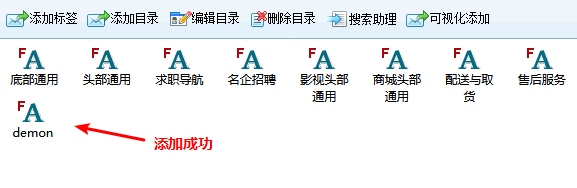 添加标签 添加目录 编辑目录 删除目录 搜索助理 可视化添加
底部通用 头部通用 求职导航 名企招聘 影视头部通用 商城头部通用 配送与取货 售后服务
demon
添加成功